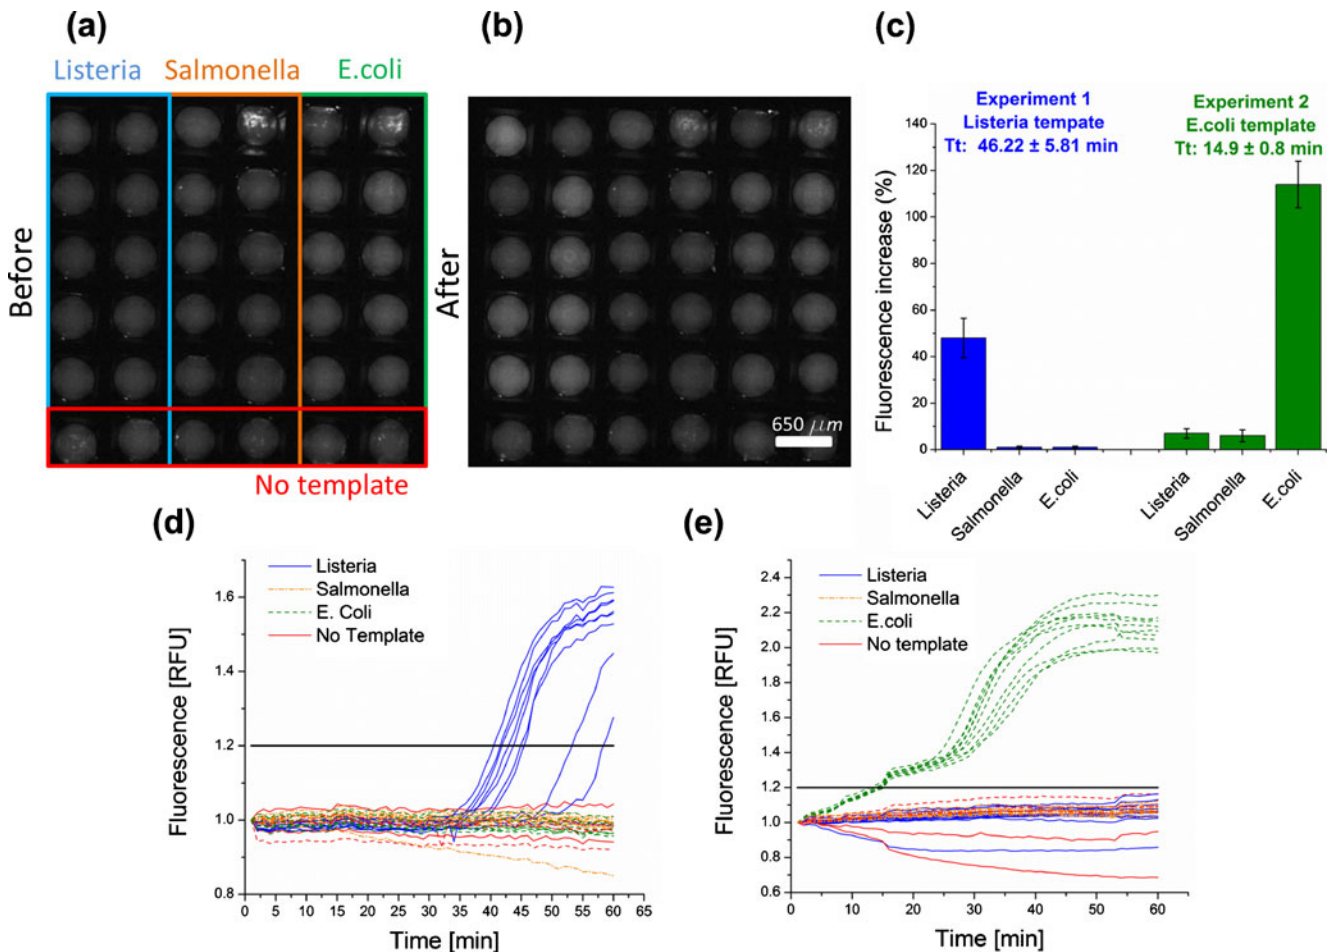 (a)
Listeria Salmonella E.coli
Before
No template
(b)
After
650 μm
(c)
Experiment 1
Listeria tempate
Tt: 46.22 ± 5.81 min
Experiment 2
E.coli template
Tt: 14.9 ± 0.8 min
Fluorescence increase (%)
140
120
100
80
60
40
20
0
Listeria
Salmonella
E.coli
Listeria
Salmonella
E.coli
(d)
Listeria
Salmonella
E. Coli
No Template
Fluorescence [RFU]
1.6
1.4
1.2
1.0
0.8
0 5 10 15 20 25 30 35 40 45 50 55 60 65
Time [min]
(e)
Listeria
Salmonella
E.coli
No template
Fluorescence [RFU]
2.4
2.2
2.0
1.8
1.6
1.4
1.2
1.0
0.8
0.6
0 10 20 30 40 50 60
Time [min]